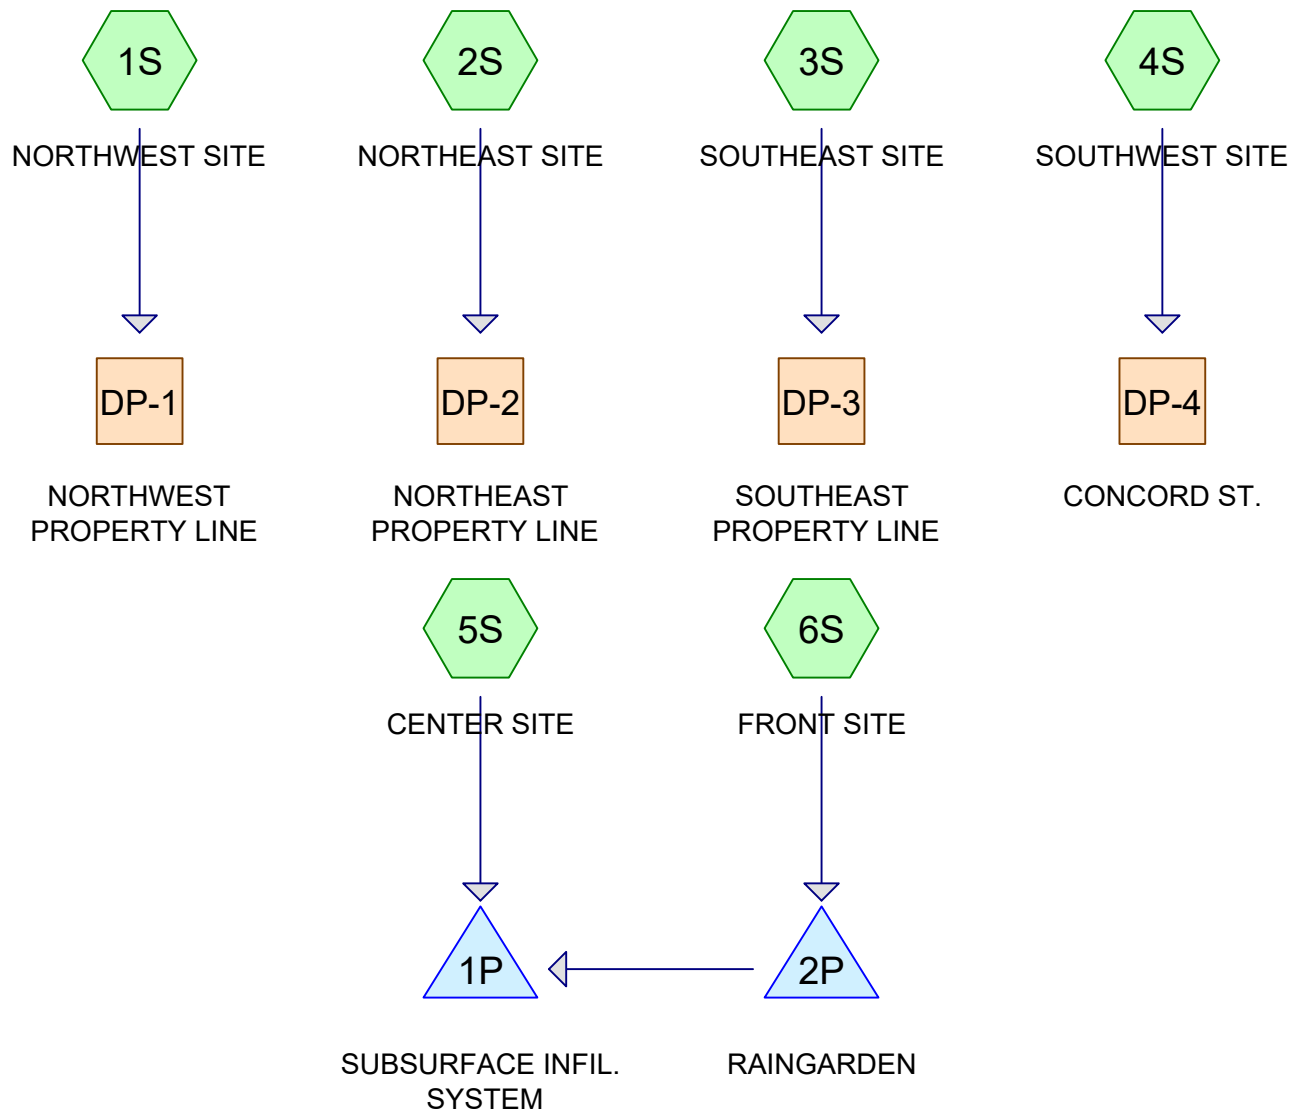 1S
2S
3S
4S
NORTHWEST SITE
NORTHEAST SITE
SOUTHEAST SITE
SOUTHWEST SITE
DP-1
DP-2
DP-3
DP-4
NORTHWEST
PROPERTY LINE
NORTHEAST
PROPERTY LINE
SOUTHEAST
PROPERTY LINE
CONCORD ST.
5S
6S
CENTER SITE
FRONT SITE
1P
2P
SUBSURFACE INFIL.
SYSTEM
RAINGARDEN